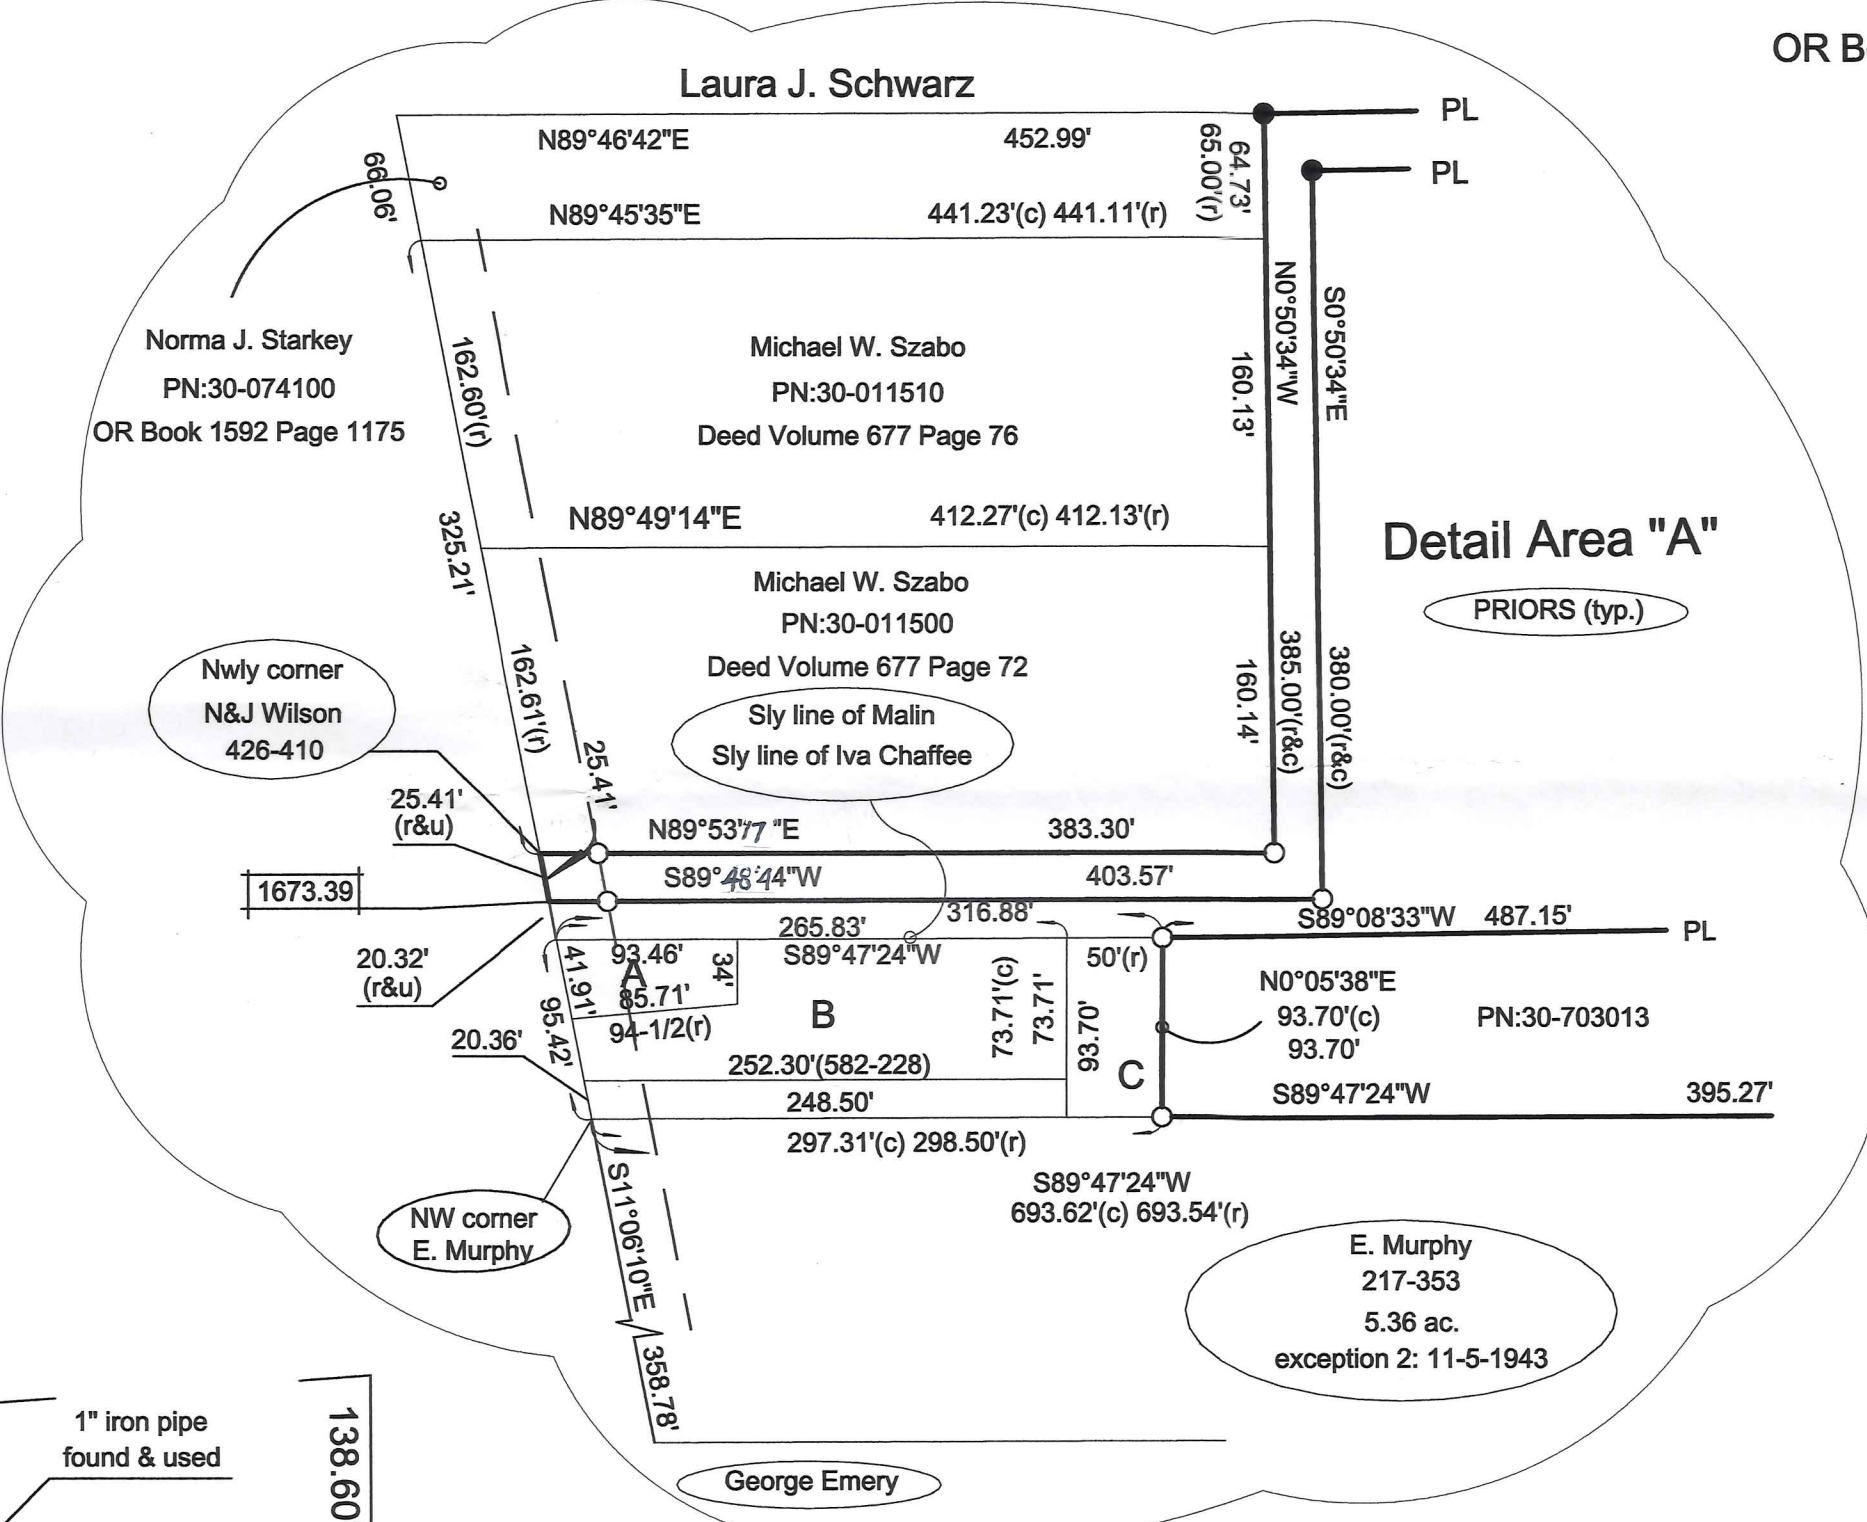 OR B
Laura J. Schwarz
PL
N89°46'42"E 452.99'
65.00'(r) 64.73'
PL
66.06'
N89°45'35"E 441.23'(c) 441.11'(r)
N0°50'34"W
S0°50'34"E
Norma J. Starkey
PN:30-074100
OR Book 1592 Page 1175
162.60'(r)
Michael W. Szabo
PN:30-011510
Deed Volume 677 Page 76
160.13'
325.21'
N89°49'14"E 412.27'(c) 412.13'(r)
Detail Area "A"
PRIORS (typ.)
Michael W. Szabo
PN:30-011500
Deed Volume 677 Page 72
162.61'(r)
160.14'
385.00'(r&c)
380.00'(r&c)
Nwly corner
N&J Wilson
426-410
Sly line of Malin
Sly line of Iva Chaffee
25.41'
25.41'
(r&u)
N89°53' "E 383.30'
1673.39
S89° "W 403.57'
316.88'
265.83'
S89°08'33"W 487.15'
PL
20.32'
(r&u)
41.91'
93.46'
34'
S89°47'24"W
50'(r)
A
85.71'
94-1/2(r)
B
73.71'(c)
73.71'
93.70'
N0°05'38"E
93.70'(c)
93.70'
PN:30-703013
95.42'
20.36'
252.30'(582-228)
C
248.50'
S89°47'24"W 395.27'
297.31'(c) 298.50'(r)
S89°47'24"W
693.62'(c) 693.54'(r)
NW corner
E. Murphy
S11°06'10"E
358.78'
E. Murphy
217-353
5.36 ac.
exception 2: 11-5-1943
George Emery
1" iron pipe
found & used
138.60